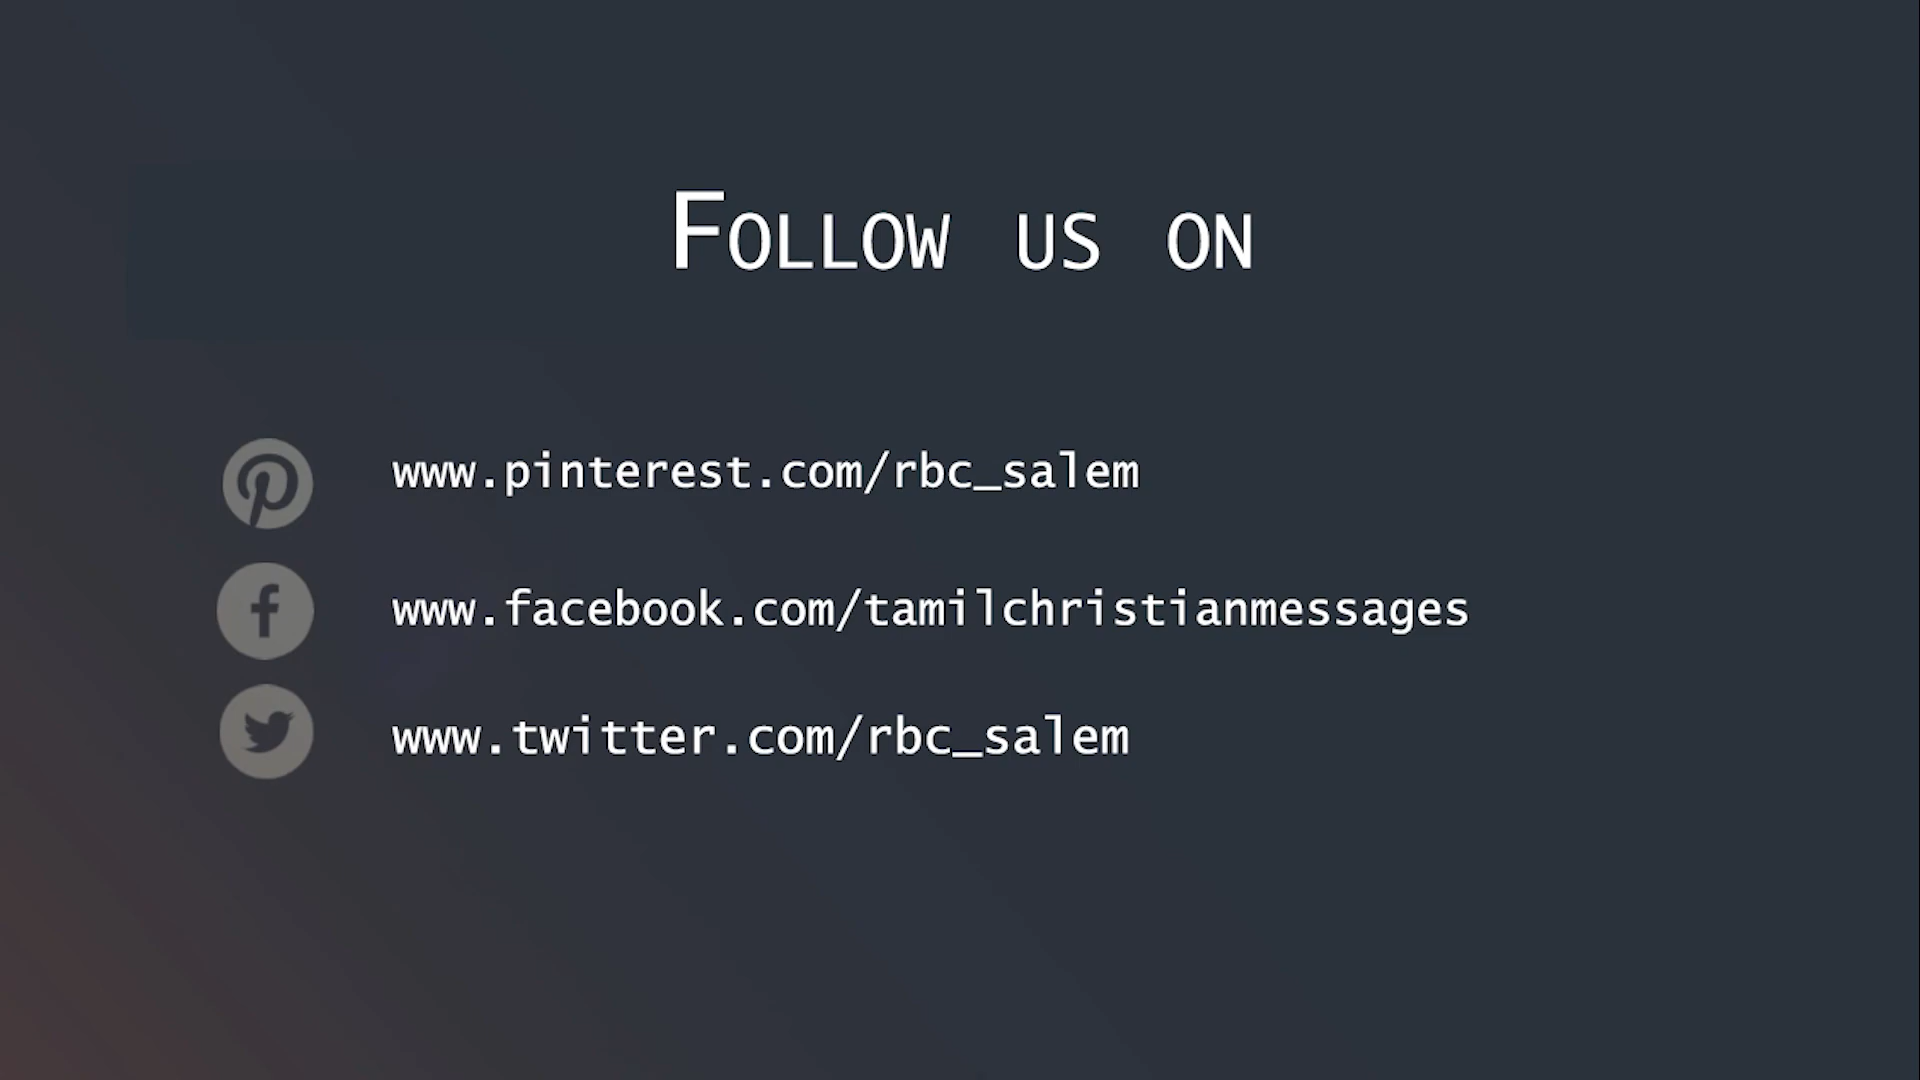 Follow us on
www.pinterest.com/rbc_salem
www.facebook.com/tamilchristianmessages
www.twitter.com/rbc_salem